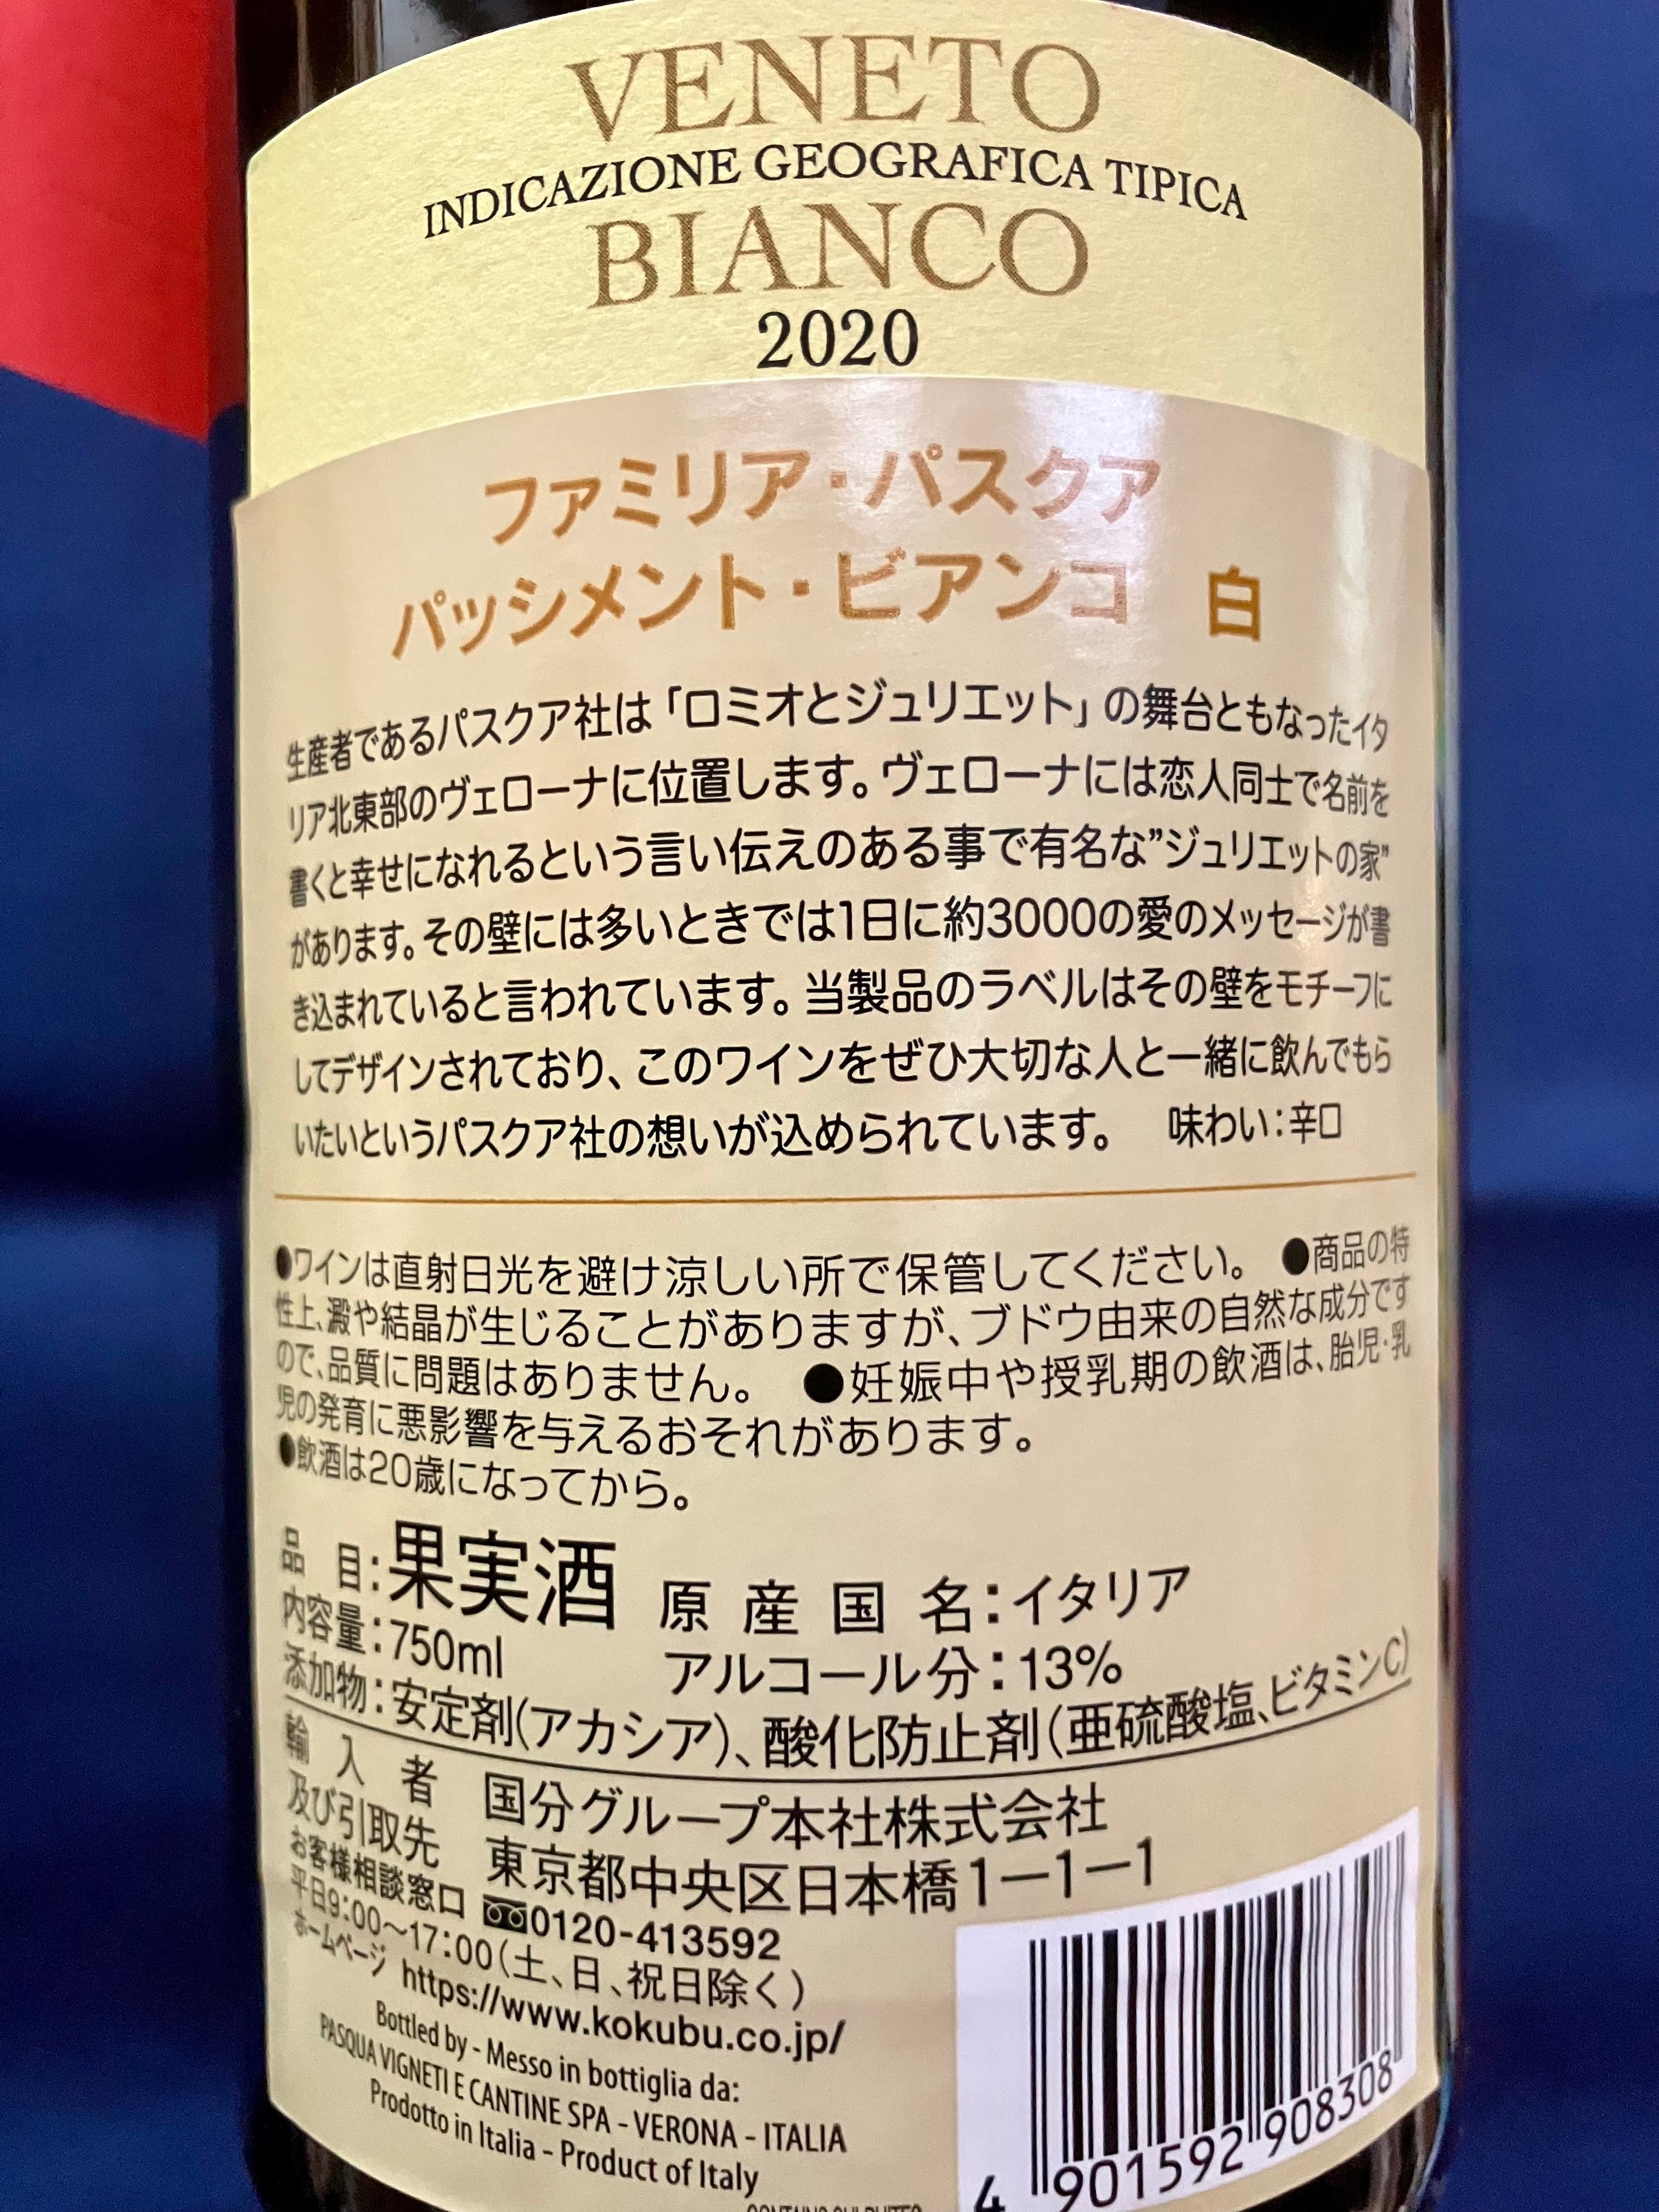 VENETO
INDICAZIONE GEOGRAFICA TIPICA
BIANCO
2020
ファミリア・パスクア
パッシメント・ビアンコ 白
生産者であるパスクア社は「ロミオとジュリエット」の舞台ともなったイタ
リア北東部のヴェローナに位置します。ヴェローナには恋人同士で名前を
書くと幸せになれるという言い伝えのある事で有名な”ジュリエットの家”
があります。その壁には多いときでは1日に約3000の愛のメッセージが書
き込まれていると言われています。当製品のラベルはその壁をモチーフに
してデザインされており、このワインをぜひ大切な人と一緒に飲んでもら
いたいというパスクア社の想いが込められています。 味わい：辛口
●ワインは直射日光を避け涼しい所で保管してください。 ●商品の特
性上、澱や結晶が生じることがありますが、ブドウ由来の自然な成分です
ので、品質に問題はありません。 ●妊娠中や授乳期の飲酒は、胎児・乳
児の発育に悪影響を与えるおそれがあります。
●飲酒は20歳になってから。
品 目：果実酒 原産国名：イタリア
内容量：750ml アルコール分：13%
添加物：安定剤(アカシア)、酸化防止剤(亜硫酸塩、ビタミンC)
輸入者 国分グループ本社株式会社
及び引取先 東京都中央区日本橋1－1－1
お客様相談窓口 0120-413592
平日9:00〜17:00(土、日、祝日除く)
ホームページ https://www.kokubu.co.jp/
Bottled by - Messo in bottiglia da:
PASQUA VIGNETI E CANTINE SPA - VERONA - ITALIA
Prodotto in Italia - Product of Italy
4 901592 908308